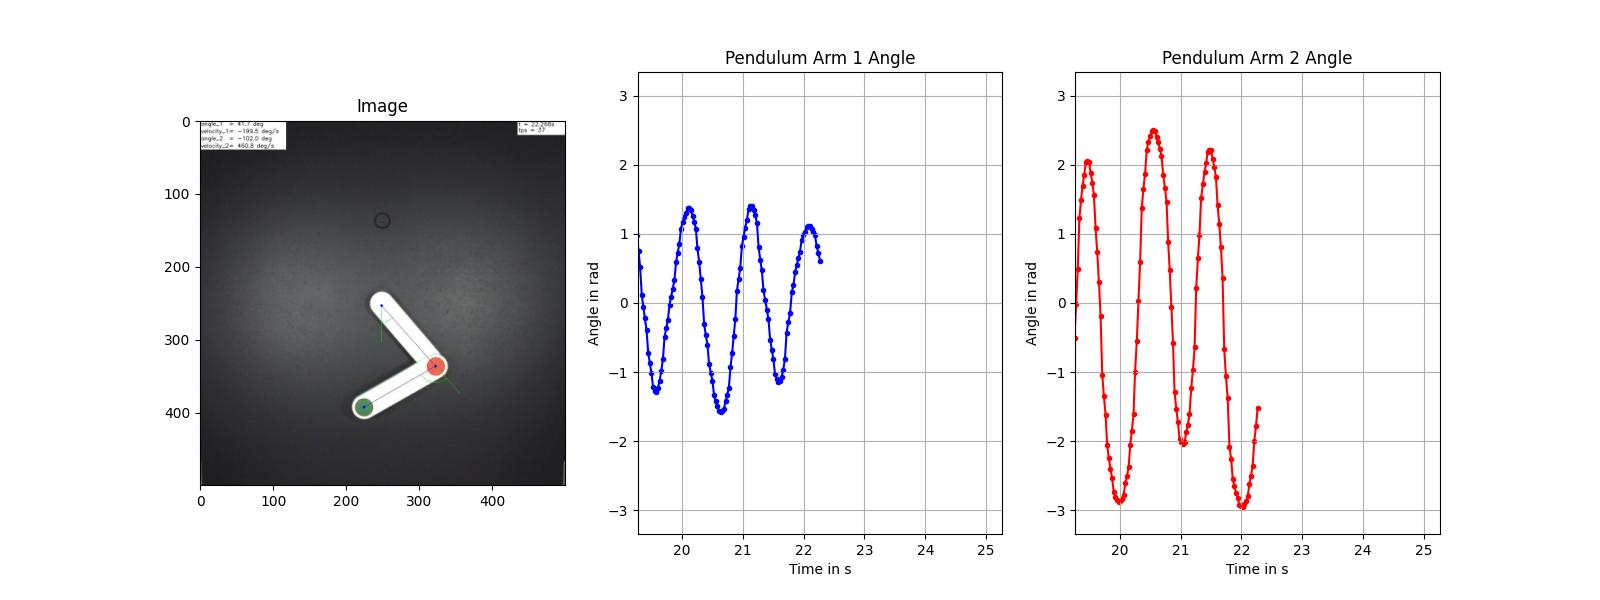 Image
angle_1 = 41.7 deg
velocity_1= -199.5 deg/s
angle_2 = -102.0 deg
velocity_2= 460.8 deg/s
t = 22.268s
fps = 37
0
100
200
300
400
0 100 200 300 400
Pendulum Arm 1 Angle
Angle in rad
3
2
1
0
−1
−2
−3
20 21 22 23 24 25
Time in s
Pendulum Arm 2 Angle
Angle in rad
3
2
1
0
−1
−2
−3
20 21 22 23 24 25
Time in s